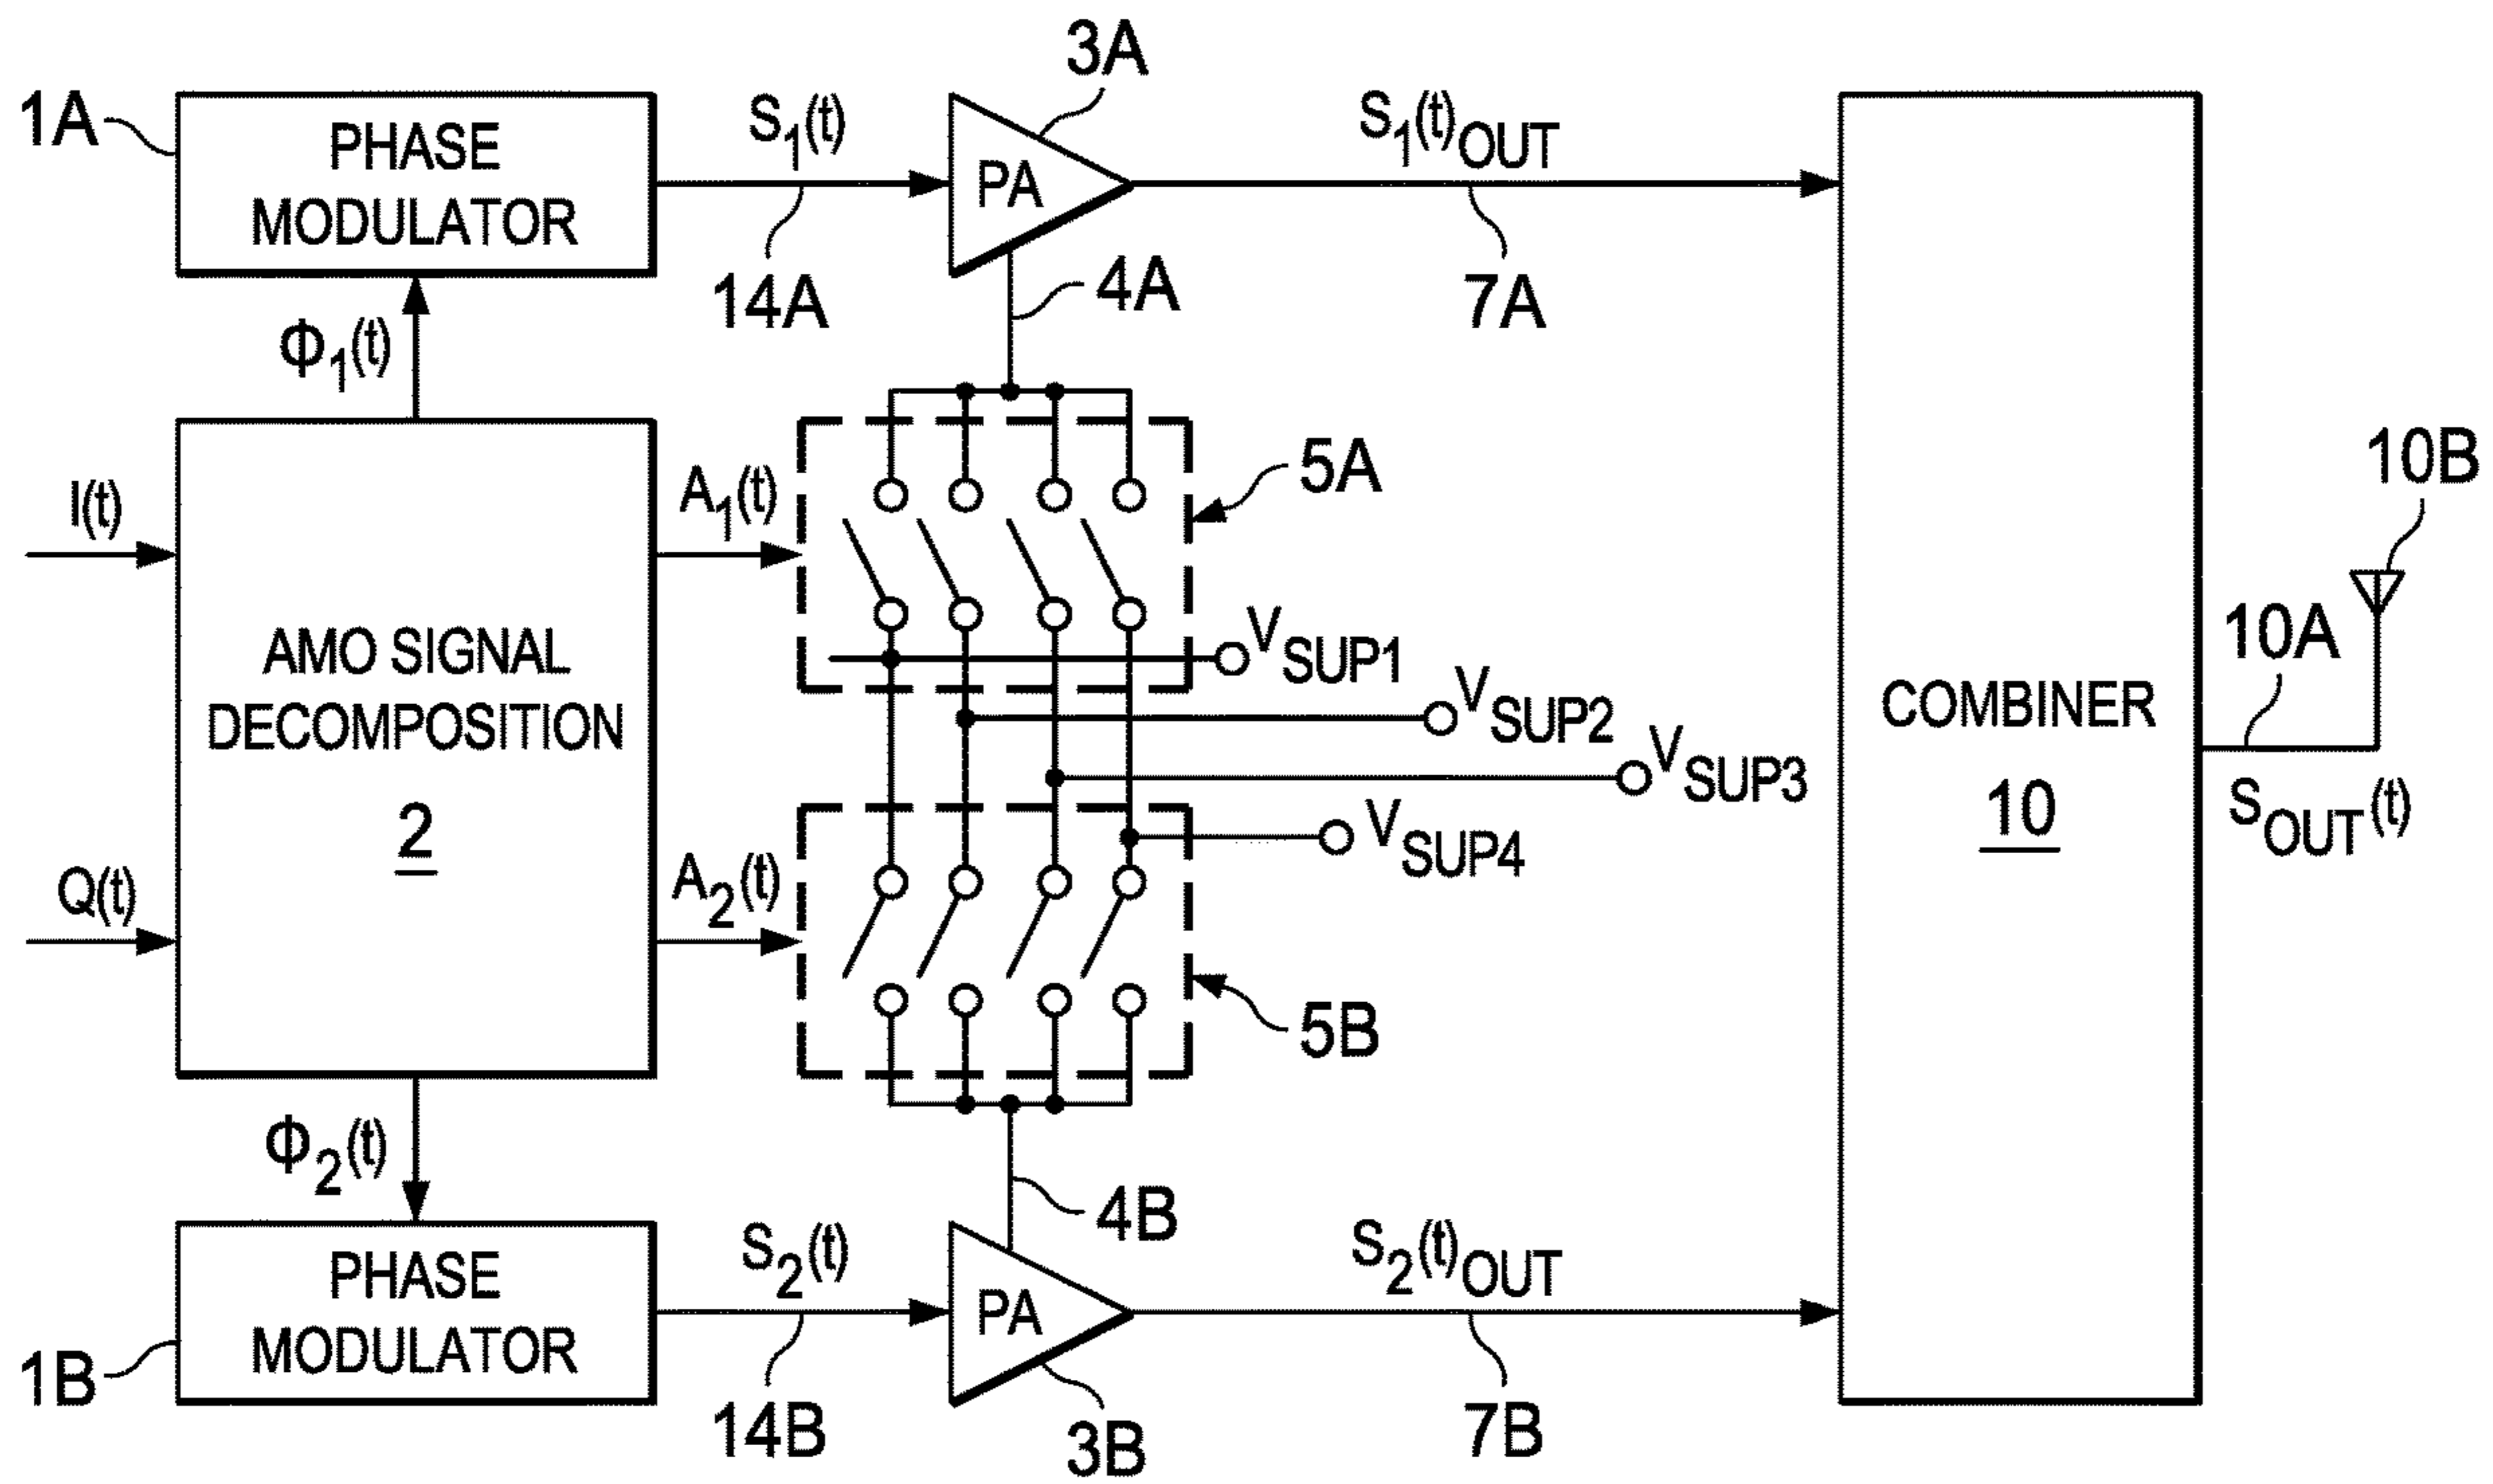 1A
PHASE
MODULATOR
S1(t)
14A
3A
PA
4A
S1(t)OUT
7A
Φ1(t)
I(t)
Q(t)
AMO SIGNAL
DECOMPOSITION
2
A1(t)
A2(t)
5A
VSUP1
VSUP2
VSUP3
VSUP4
5B
COMBINER
10
10B
10A
SOUT(t)
Φ2(t)
1B
PHASE
MODULATOR
S2(t)
14B
4B
PA
3B
S2(t)OUT
7B